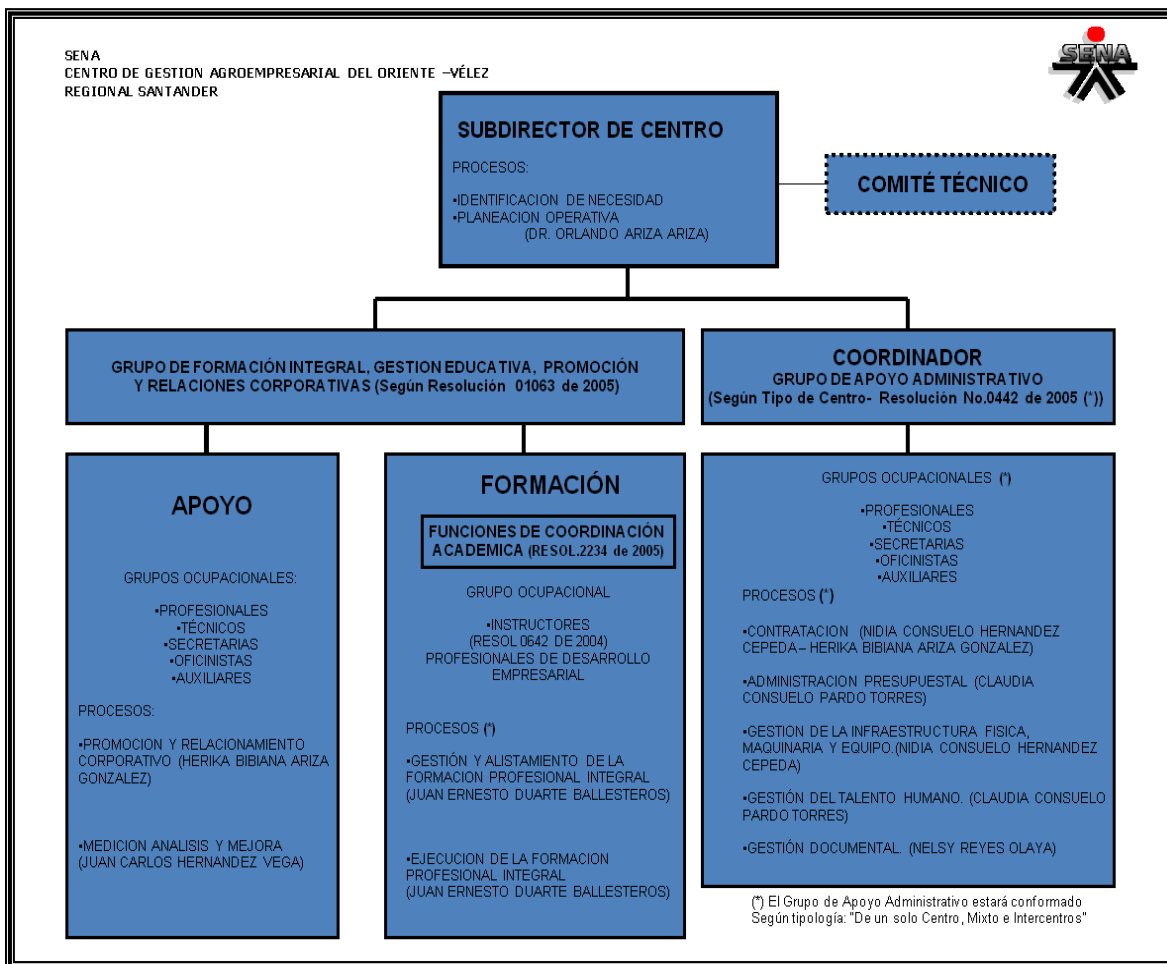 SENA
CENTRO DE GESTION AGROEMPRESARIAL DEL ORIENTE –VÉLEZ
REGIONAL SANTANDER
SENA
SUBDIRECTOR DE CENTRO
PROCESOS:
•IDENTIFICACION DE NECESIDAD
•PLANEACION OPERATIVA
(DR. ORLANDO ARIZA ARIZA)
COMITÉ TÉCNICO
GRUPO DE FORMACIÓN INTEGRAL, GESTION EDUCATIVA, PROMOCIÓN
Y RELACIONES CORPORATIVAS (Según Resolución 01063 de 2005)
COORDINADOR
GRUPO DE APOYO ADMINISTRATIVO
(Según Tipo de Centro- Resolución No.0442 de 2005 (*))
APOYO
GRUPOS OCUPACIONALES:
•PROFESIONALES
•TÉCNICOS
•SECRETARIAS
•OFICINISTAS
•AUXILIARES
PROCESOS:
•PROMOCION Y RELACIONAMIENTO
CORPORATIVO (HERIKA BIBIANA ARIZA
GONZALEZ)
•MEDICION ANALISIS Y MEJORA
(JUAN CARLOS HERNANDEZ VEGA)
FORMACIÓN
FUNCIONES DE COORDINACIÓN
ACADEMICA (RESOL.2234 de 2005)
GRUPO OCUPACIONAL
•INSTRUCTORES
(RESOL 0642 DE 2004)
PROFESIONALES DE DESARROLLO
EMPRESARIAL
PROCESOS (*)
•GESTIÓN Y ALISTAMIENTO DE LA
FORMACION PROFESIONAL INTEGRAL
(JUAN ERNESTO DUARTE BALLESTEROS)
•EJECUCION DE LA FORMACION
PROFESIONAL INTEGRAL
(JUAN ERNESTO DUARTE BALLESTEROS)
GRUPOS OCUPACIONALES (*)
•PROFESIONALES
•TÉCNICOS
•SECRETARIAS
•OFICINISTAS
•AUXILIARES
PROCESOS (*)
•CONTRATACION (NIDIA CONSUELO HERNANDEZ
CEPEDA– HERIKA BIBIANA ARIZA GONZALEZ)
•ADMINISTRACION PRESUPUESTAL (CLAUDIA
CONSUELO PARDO TORRES)
•GESTION DE LA INFRAESTRUCTURA FISICA,
MAQUINARIA Y EQUIPO.(NIDIA CONSUELO HERNANDEZ
CEPEDA)
•GESTIÓN DEL TALENTO HUMANO. (CLAUDIA CONSUELO
PARDO TORRES)
•GESTIÓN DOCUMENTAL. (NELSY REYES OLAYA)
(*) El Grupo de Apoyo Administrativo estará conformado
Según tipología: "De un solo Centro, Mixto e Intercentros"